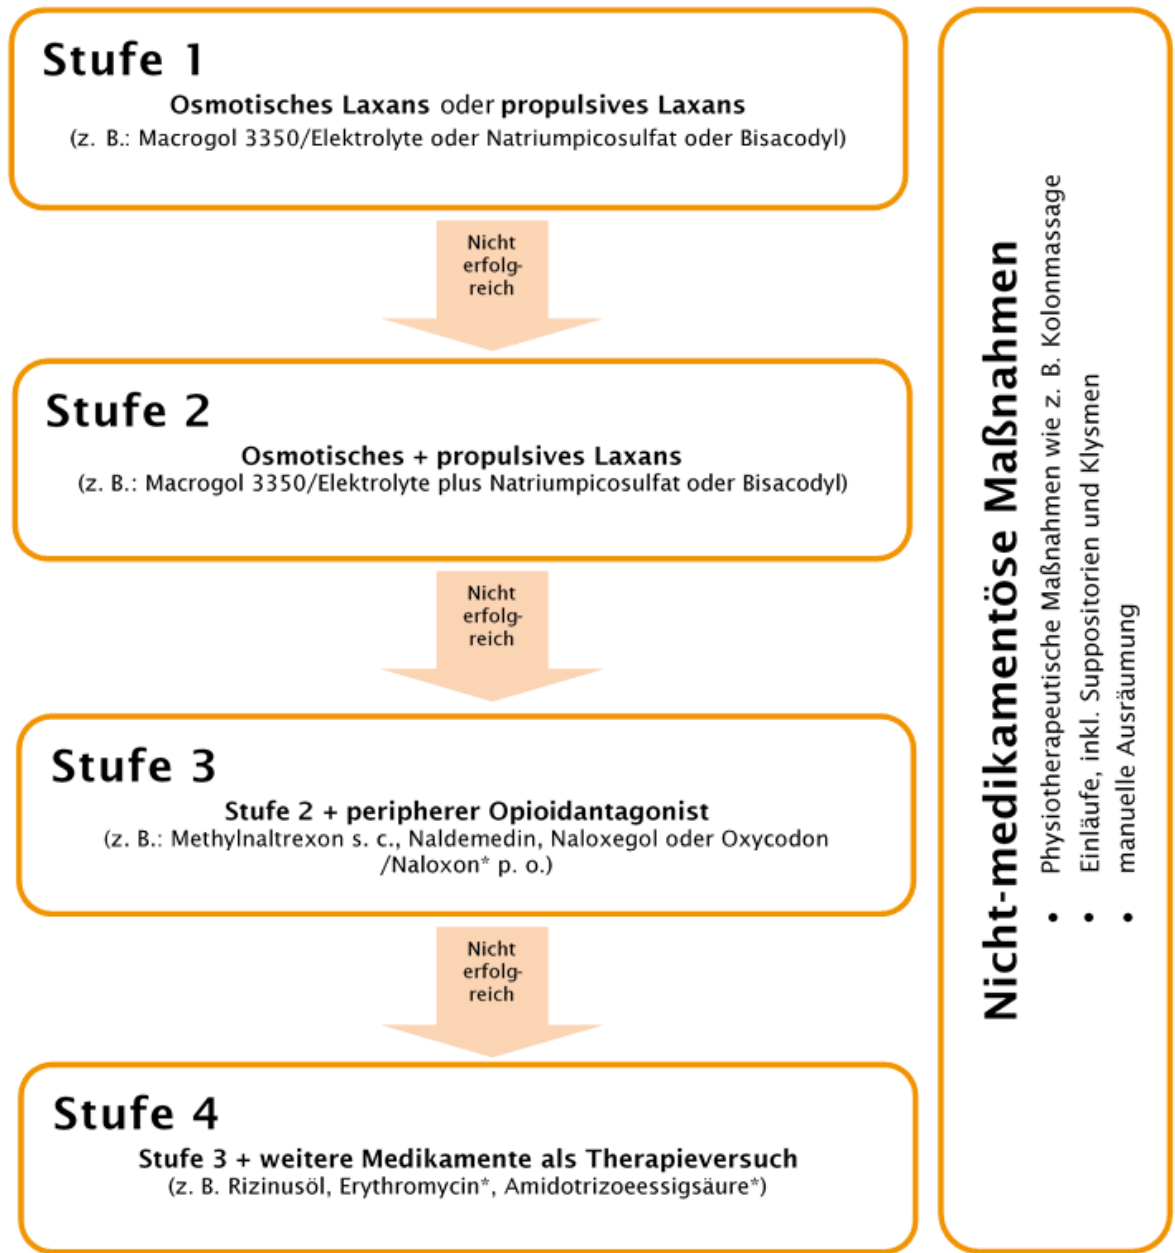 Stufe 1
Osmotisches Laxans oder propulsives Laxans
(z. B.: Macrogol 3350/Elektrolyte oder Natriumpicosulfat oder Bisacodyl)
Nicht
erfolg-
reich
Stufe 2
Osmotisches + propulsives Laxans
(z. B.: Macrogol 3350/Elektrolyte plus Natriumpicosulfat oder Bisacodyl)
Nicht
erfolg-
reich
Stufe 3
Stufe 2 + peripherer Opioidantagonist
(z. B.: Methylnaltrexon s. c., Naldemedin, Naloxegol oder Oxycodon
/Naloxon* p. o.)
Nicht
erfolg-
reich
Stufe 4
Stufe 3 + weitere Medikamente als Therapieversuch
(z. B. Rizinusöl, Erythromycin*, Amidotrizoeessigsäure*)
Nicht-medikamentöse Maßnahmen
• Physiotherapeutische Maßnahmen wie z. B. Kolonmassage
• Einläufe, inkl. Suppositorien und Klysmen
• manuelle Ausräumung